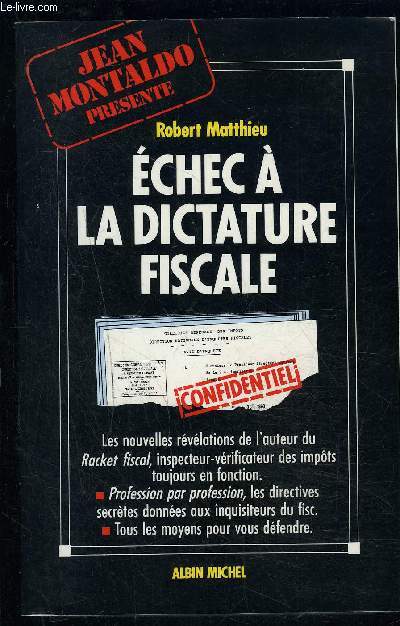 Le-livre.com
JEAN
MONTALDO
PRESENTE
Robert Matthieu
ÉCHEC À
LA DICTATURE
FISCALE
CONFIDENTIEL
Les nouvelles révélations de l'auteur du
Racket fiscal, inspecteur-vérificateur des impôts
toujours en fonction.
■ Profession par profession, les directives
secrètes données aux inquisiteurs du fisc.
■ Tous les moyens pour vous défendre.
ALBIN MICHEL